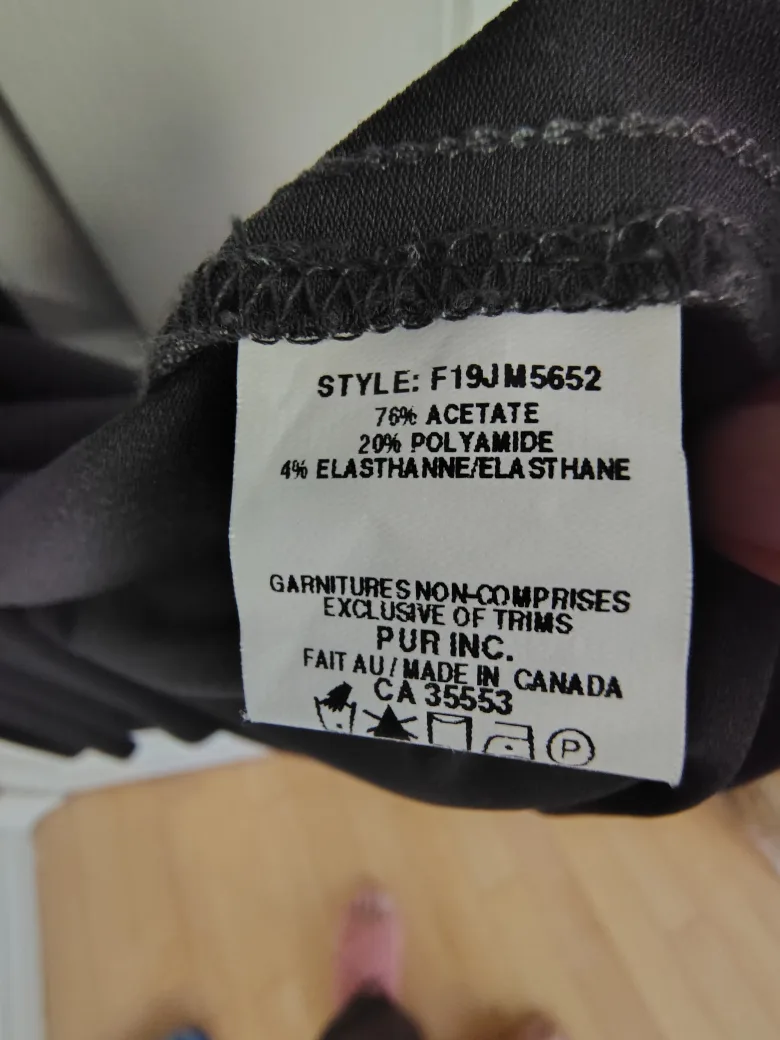 STYLE: F19JM5652
76% ACETATE
20% POLYAMIDE
4% ELASTHANNE/ELASTHANE
GARNITURES NON-COMPRISES
EXCLUSIVE OF TRIMS
PUR INC.
FAIT AU / MADE IN CANADA
CA 35553
P